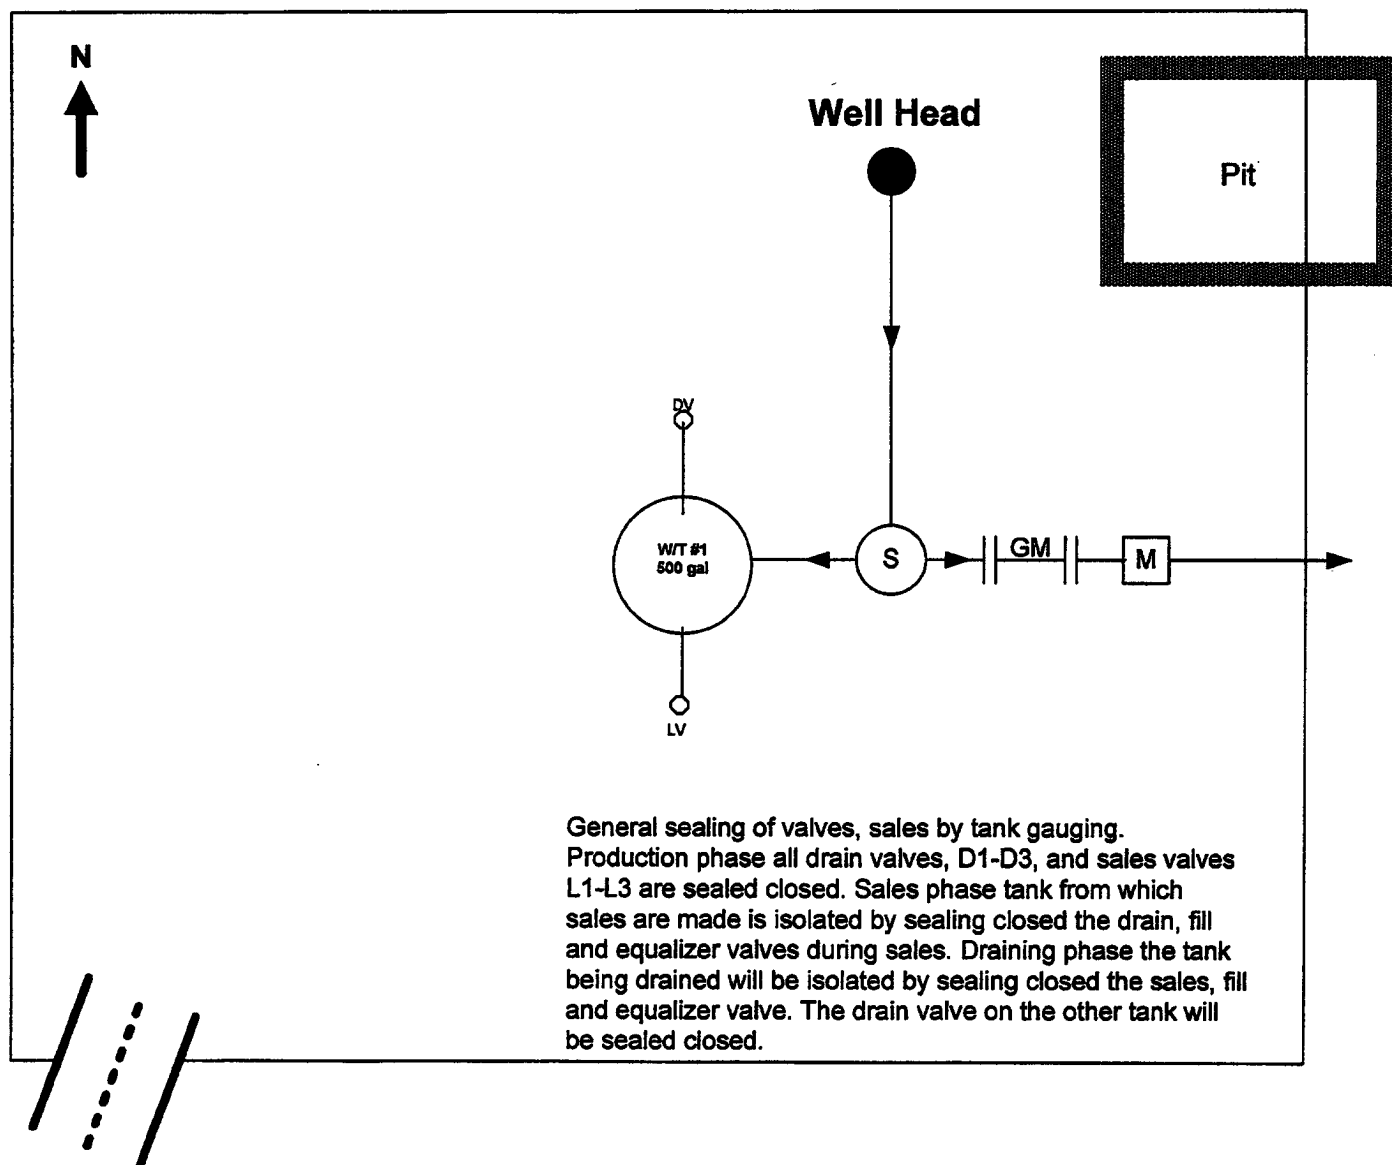 N
Well Head
Pit
DV
W/T #1
500 gal
S
GM
M
LV
General sealing of valves, sales by tank gauging.
Production phase all drain valves, D1-D3, and sales valves
L1-L3 are sealed closed. Sales phase tank from which
sales are made is isolated by sealing closed the drain, fill
and equalizer valves during sales. Draining phase the tank
being drained will be isolated by sealing closed the sales, fill
and equalizer valve. The drain valve on the other tank will
be sealed closed.